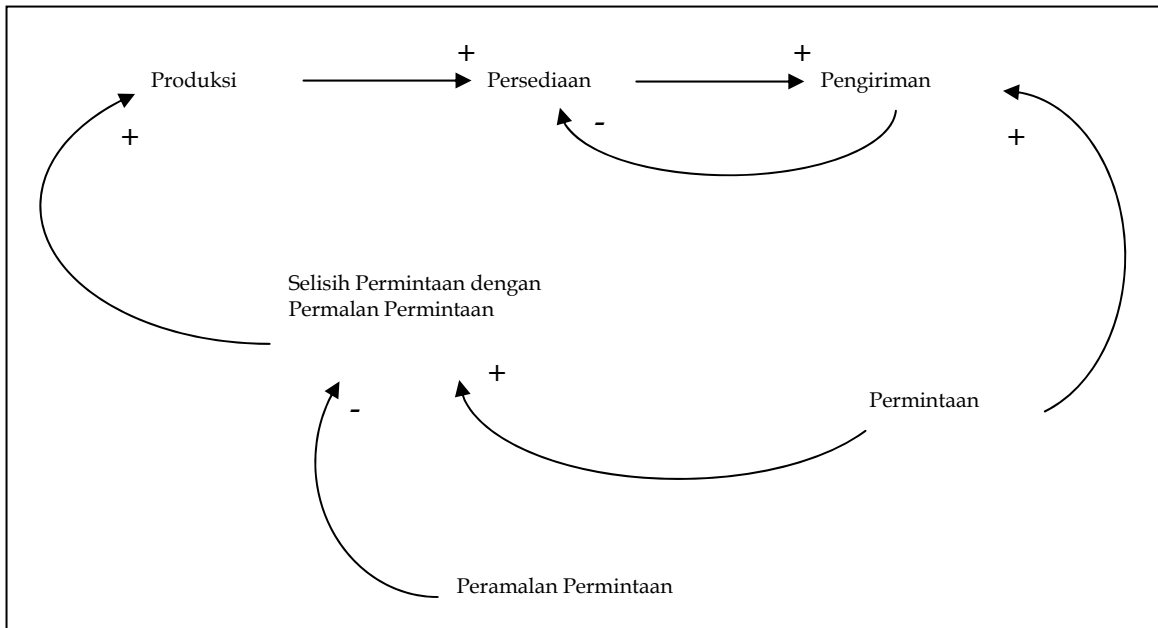 + +
Produksi Persediaan Pengiriman
+ - +
Selisih Permintaan dengan
Permalan Permintaan
+
-
Permintaan
Peramalan Permintaan